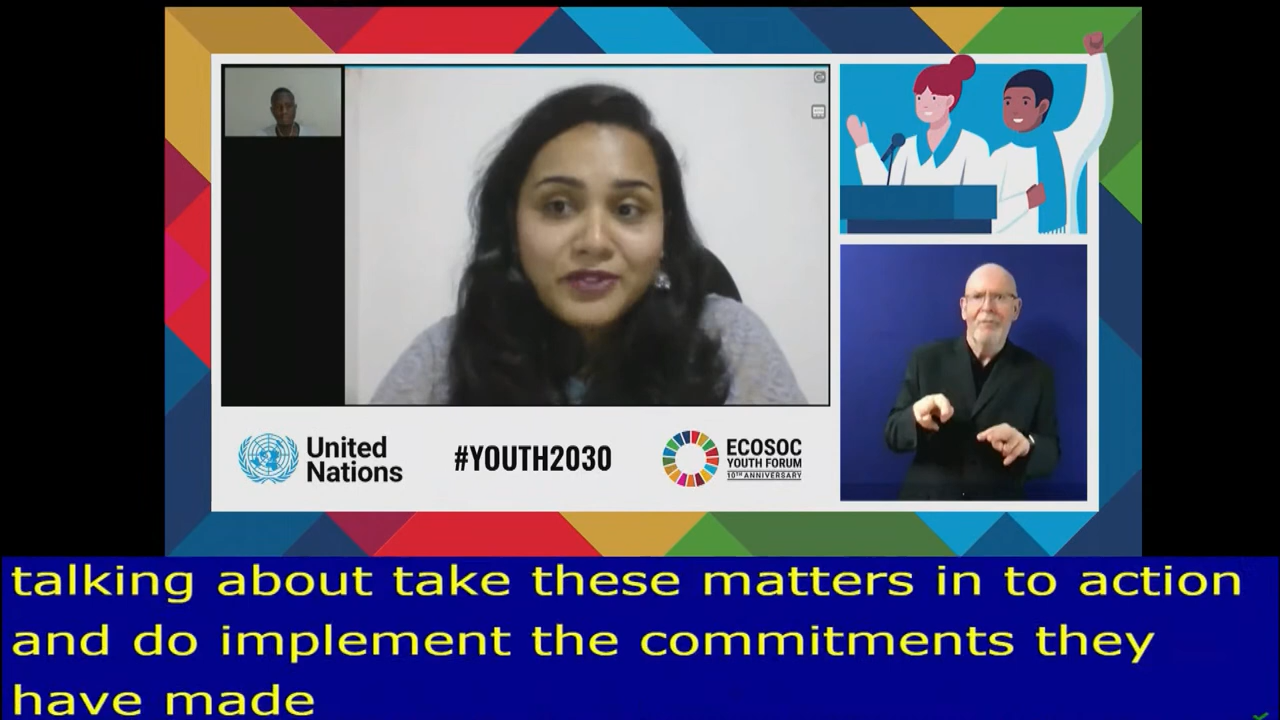 United
Nations
#YOUTH2030
ECOSOC
YOUTH FORUM
10TH ANNIVERSARY
talking about take these matters in to action
and do implement the commitments they
have made